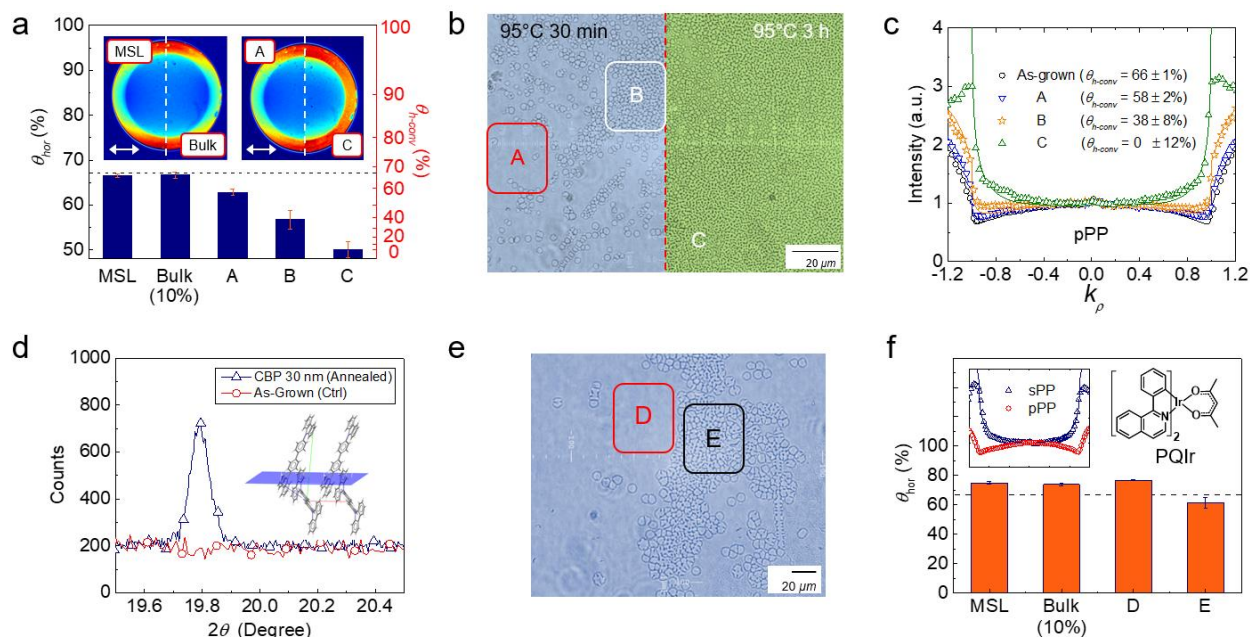 a
θhor (%)
100
90
80
70
60
50
MSL
Bulk
A
C
100
90
80
70
60
40
20
0
θh-conv (%)
MSL
Bulk
(10%)
A
B
C
b
95°C 30 min
95°C 3 h
A
B
C
20 µm
c
Intensity (a.u.)
4
3
2
1
0
As-grown (θh-conv = 66 ± 1%)
A (θh-conv = 58 ± 2%)
B (θh-conv = 38 ± 8%)
C (θh-conv = 0 ± 12%)
pPP
-1.2 -0.8 -0.4 0.0 0.4 0.8 1.2
kρ
d
Counts
1000
800
600
400
200
0
CBP 30 nm (Annealed)
As-Grown (Ctrl)
19.6 19.8 20.0 20.2 20.4
2θ (Degree)
e
D
E
20 µm
f
θhor (%)
100
80
60
40
20
0
sPP
pPP
Ir
O
O
N
2
PQIr
MSL
Bulk
(10%)
D
E